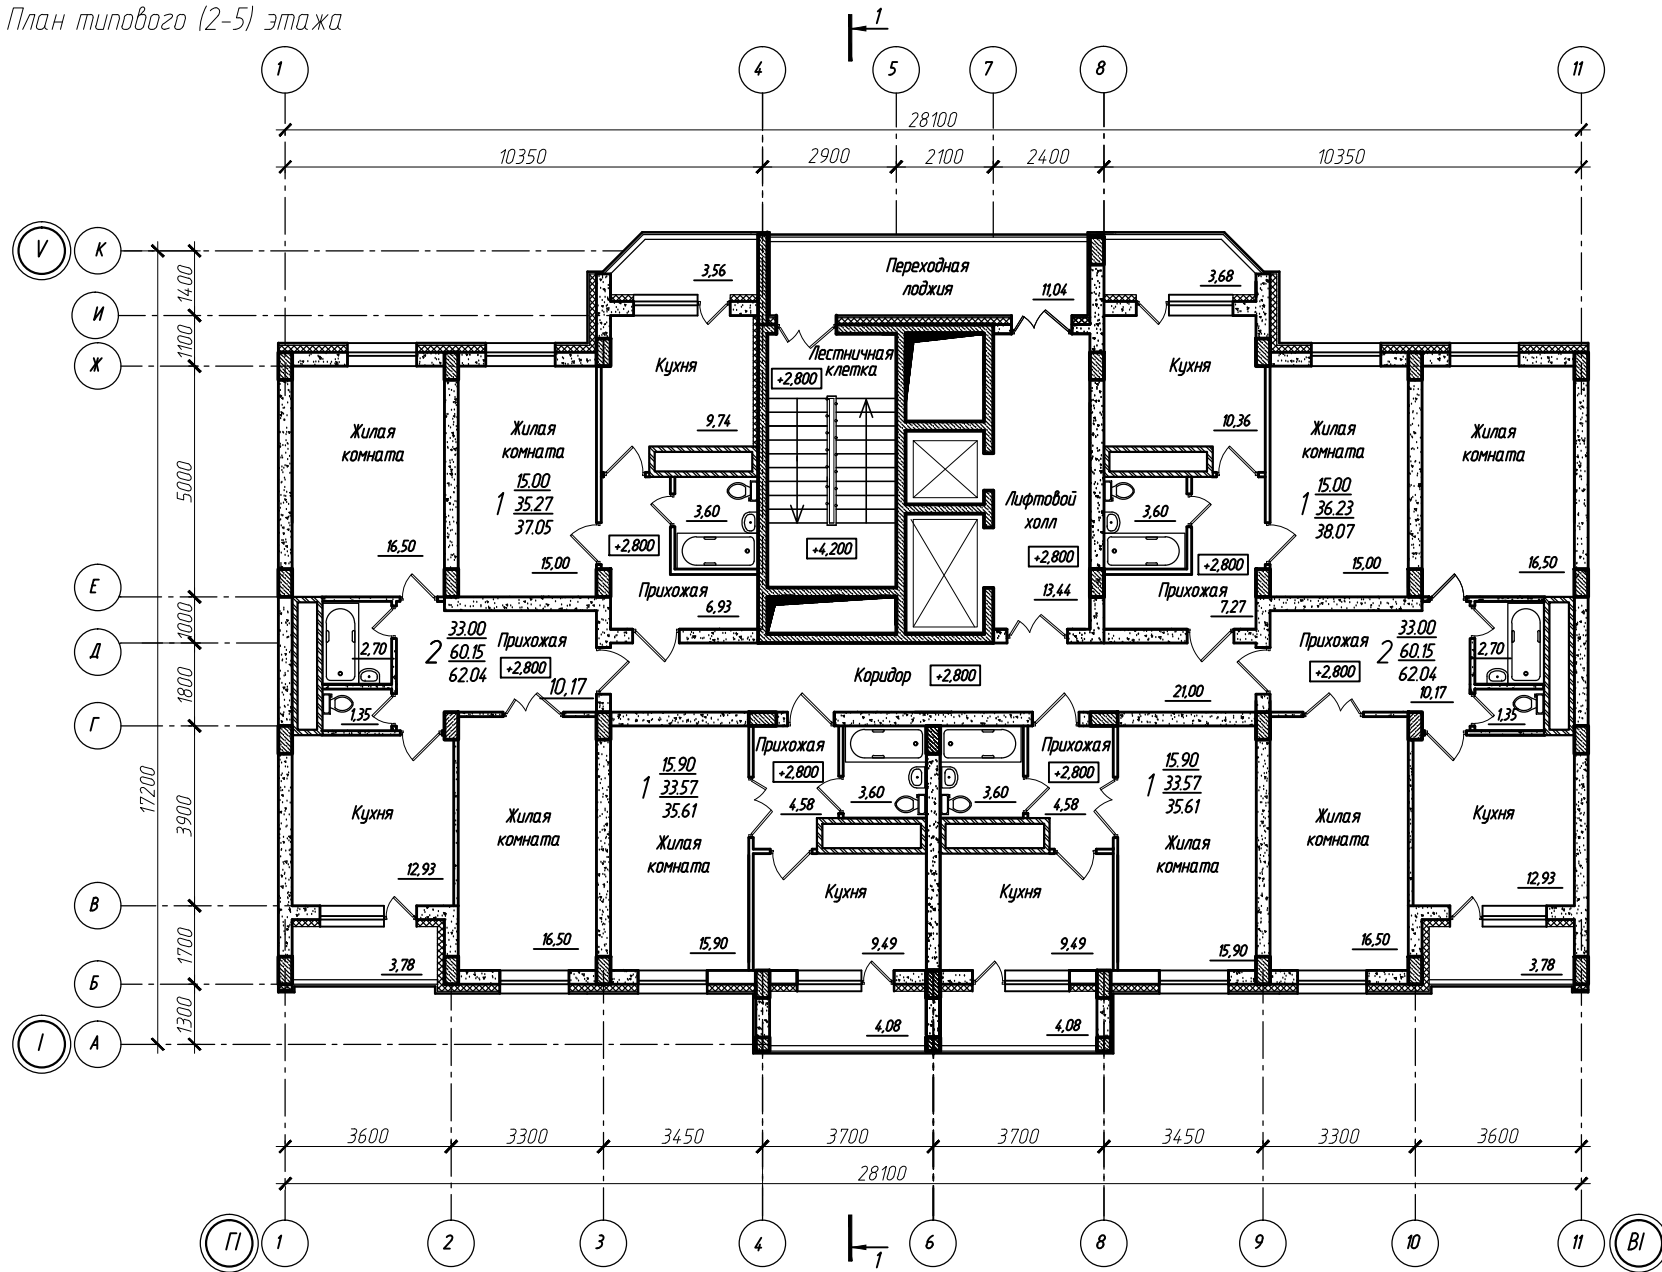 План типового (2-5) этажа
1
1
4
5
7
8
11
28100
10350
2900
2100
2400
10350
V
К
И
Ж
Е
Д
Г
В
Б
I
А
1400
1100
5000
1000
1800
3900
1700
1300
17200
3,56
Переходная
лоджия
11,04
3,68
Кухня
9,74
Лестничная
клетка
+2,800
Кухня
10,36
Жилая
комната
16,50
Жилая
комната
1
15.00
35.27
37.05
15,00
3,60
+2,800
Прихожая
6,93
+4,200
Лифтовой
холл
+2,800
13,44
3,60
+2,800
Прихожая
7,27
Жилая
комната
1
15.00
36.23
38.07
15,00
Жилая
комната
16,50
2,70
1,35
2
33.00
60.15
62.04
Прихожая
+2,800
10,17
Коридор
+2,800
21,00
Прихожая
+2,800
2
33.00
60.15
62.04
10,17
2,70
1,35
Кухня
12,93
3,78
Жилая
комната
16,50
1
15.90
33.57
35.61
Жилая
комната
15,90
Прихожая
+2,800
4,58
3,60
Кухня
9,49
4,08
3,60
Прихожая
+2,800
4,58
Кухня
9,49
4,08
1
15.90
33.57
35.61
Жилая
комната
15,90
Жилая
комната
16,50
Кухня
12,93
3,78
3600
3300
3450
3700
3700
3450
3300
3600
28100
ГI
1
2
3
4
6
8
9
10
11
ВI
1